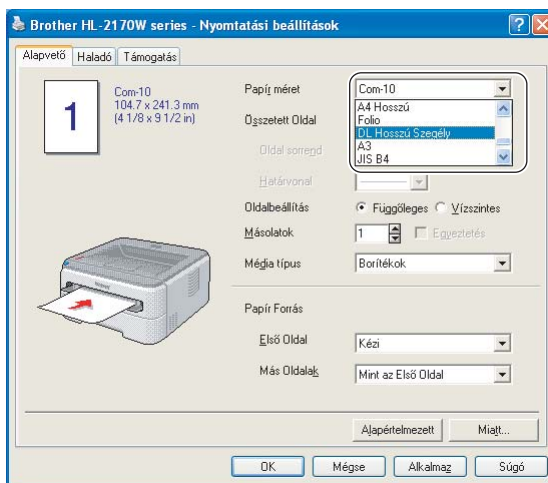 Brother HL-2170W series - Nyomtatási beállítások
Alapvető Haladó Támogatás
1
Com-10
104.7 x 241.3 mm
(4 1/8 x 9 1/2 in)
Papír méret
Com-10
A4 Hosszú
Folio
DL Hosszú Szegély
A3
JIS B4
Összetett Oldal
Oldal sorrend
Határvonal
Oldalbeállítás Függőleges Vízszintes
Másolatok 1 Egyeztetés
Média típus Borítékok
Papír Forrás
Első Oldal Kézi
Más Oldalak Mint az Első Oldal
Alapértelmezett Miatt...
OK Mégse Alkalmaz Súgó